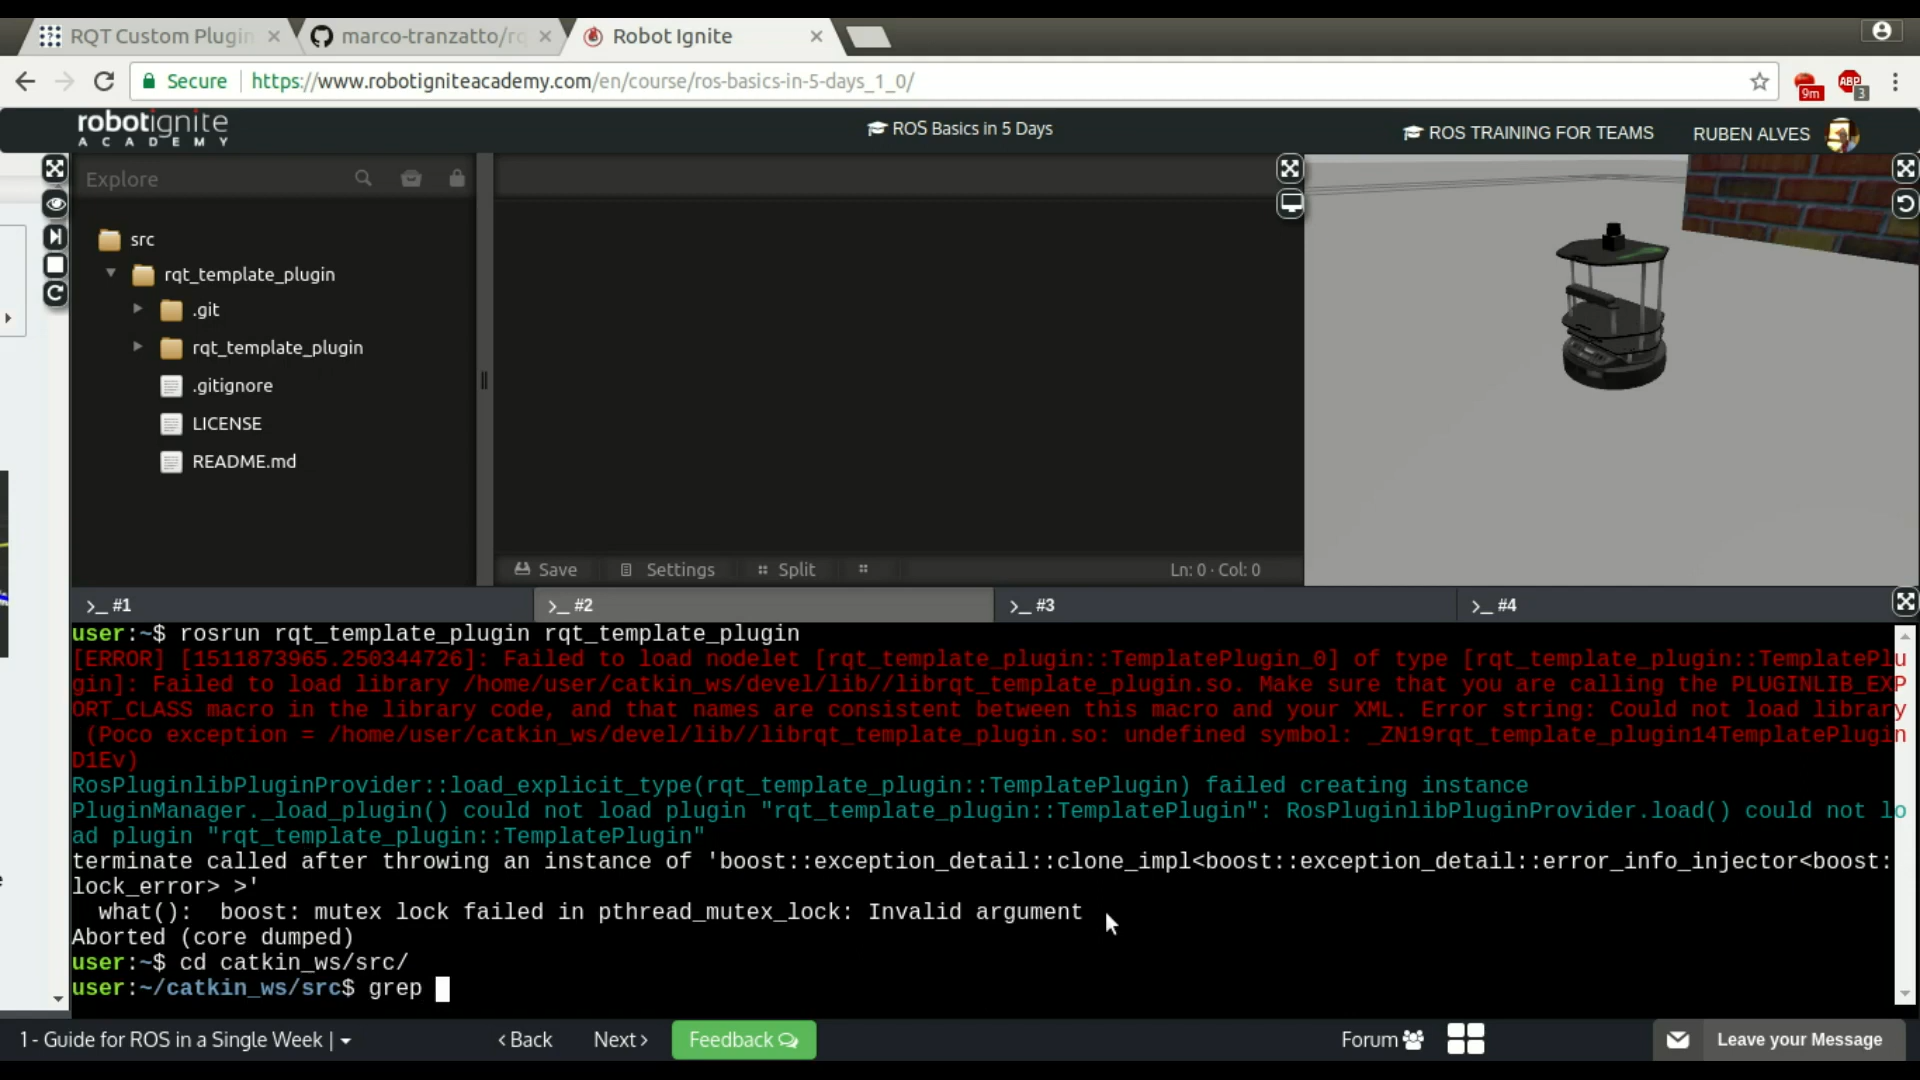 RQT Custom Plugin
marco-tranzatto/rq
Robot Ignite
Secure
https://www.robotigniteacademy.com/en/course/ros-basics-in-5-days_1_0/
9m
ABP
3
robotignite
ACADEMY
ROS Basics in 5 Days
ROS TRAINING FOR TEAMS
RUBEN ALVES
Explore
src
rqt_template_plugin
.git
rqt_template_plugin
.gitignore
LICENSE
README.md
Save
Settings
Split
Ln: 0 · Col: 0
>_ #1
>_ #2
>_ #3
>_ #4
user:~$ rosrun rqt_template_plugin rqt_template_plugin
[ERROR] [1511873965.250344726]: Failed to load nodelet [rqt_template_plugin::TemplatePlugin_0] of type [rqt_template_plugin::TemplatePlu
gin]: Failed to load library /home/user/catkin_ws/devel/lib//librqt_template_plugin.so. Make sure that you are calling the PLUGINLIB_EXP
ORT_CLASS macro in the library code, and that names are consistent between this macro and your XML. Error string: Could not load library
(Poco exception = /home/user/catkin_ws/devel/lib//librqt_template_plugin.so: undefined symbol: _ZN19rqt_template_plugin14TemplatePlugin
D1Ev)
RosPluginlibPluginProvider::load_explicit_type(rqt_template_plugin::TemplatePlugin) failed creating instance
PluginManager._load_plugin() could not load plugin "rqt_template_plugin::TemplatePlugin": RosPluginlibPluginProvider.load() could not lo
ad plugin "rqt_template_plugin::TemplatePlugin"
terminate called after throwing an instance of 'boost::exception_detail::clone_impl<boost::exception_detail::error_info_injector<boost:
lock_error> >'
what(): boost: mutex lock failed in pthread_mutex_lock: Invalid argument
Aborted (core dumped)
user:~$ cd catkin_ws/src/
user:~/catkin_ws/src$ grep
1 - Guide for ROS in a Single Week |
< Back
Next >
Feedback
Forum
Leave your Message